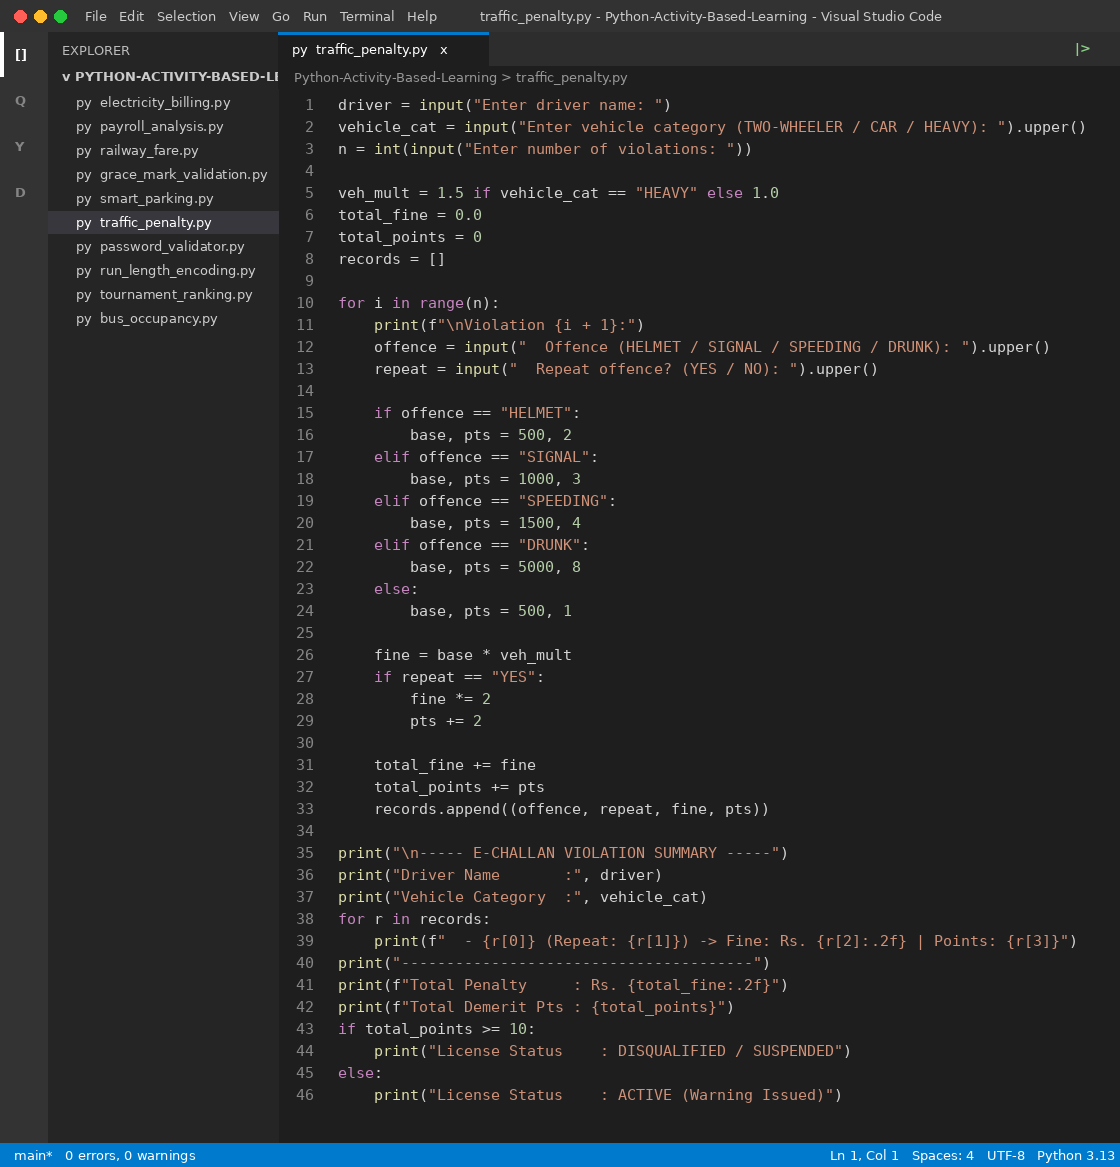 File Edit Selection View Go Run Terminal Help traffic_penalty.py - Python-Activity-Based-Learning - Visual Studio Code
[] EXPLORER
v PYTHON-ACTIVITY-BASED-LE
Q
Y
D
py electricity_billing.py
py payroll_analysis.py
py railway_fare.py
py grace_mark_validation.py
py smart_parking.py
py traffic_penalty.py
py password_validator.py
py run_length_encoding.py
py tournament_ranking.py
py bus_occupancy.py
py traffic_penalty.py x |>
Python-Activity-Based-Learning > traffic_penalty.py
1 driver = input("Enter driver name: ")
2 vehicle_cat = input("Enter vehicle category (TWO-WHEELER / CAR / HEAVY): ").upper()
3 n = int(input("Enter number of violations: "))
4
5 veh_mult = 1.5 if vehicle_cat == "HEAVY" else 1.0
6 total_fine = 0.0
7 total_points = 0
8 records = []
9
10 for i in range(n):
11     print(f"\nViolation {i + 1}:")
12     offence = input("  Offence (HELMET / SIGNAL / SPEEDING / DRUNK): ").upper()
13     repeat = input("  Repeat offence? (YES / NO): ").upper()
14
15     if offence == "HELMET":
16         base, pts = 500, 2
17     elif offence == "SIGNAL":
18         base, pts = 1000, 3
19     elif offence == "SPEEDING":
20         base, pts = 1500, 4
21     elif offence == "DRUNK":
22         base, pts = 5000, 8
23     else:
24         base, pts = 500, 1
25
26     fine = base * veh_mult
27     if repeat == "YES":
28         fine *= 2
29         pts += 2
30
31     total_fine += fine
32     total_points += pts
33     records.append((offence, repeat, fine, pts))
34
35 print("\n----- E-CHALLAN VIOLATION SUMMARY -----")
36 print("Driver Name       :", driver)
37 print("Vehicle Category  :", vehicle_cat)
38 for r in records:
39     print(f"  - {r[0]} (Repeat: {r[1]}) -> Fine: Rs. {r[2]:.2f} | Points: {r[3]}")
40 print("---------------------------------------")
41 print(f"Total Penalty     : Rs. {total_fine:.2f}")
42 print(f"Total Demerit Pts : {total_points}")
43 if total_points >= 10:
44     print("License Status    : DISQUALIFIED / SUSPENDED")
45 else:
46     print("License Status    : ACTIVE (Warning Issued)")
main* 0 errors, 0 warnings Ln 1, Col 1 Spaces: 4 UTF-8 Python 3.13